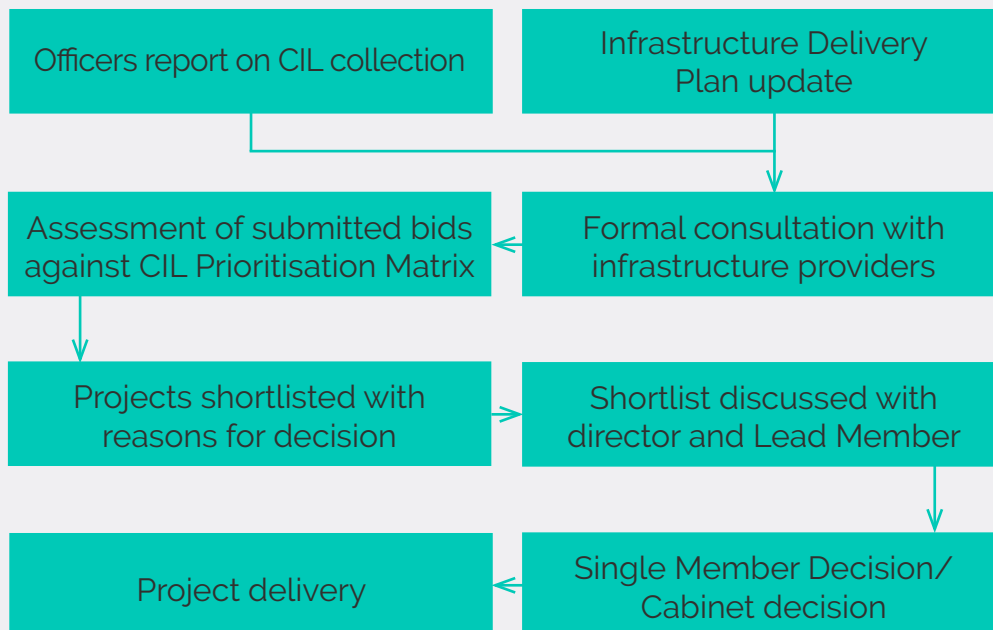 Officers report on CIL collection
Infrastructure Delivery
Plan update
Assessment of submitted bids
against CIL Prioritisation Matrix
Formal consultation with
infrastructure providers
Projects shortlisted with
reasons for decision
Shortlist discussed with
director and Lead Member
Project delivery
Single Member Decision/
Cabinet decision